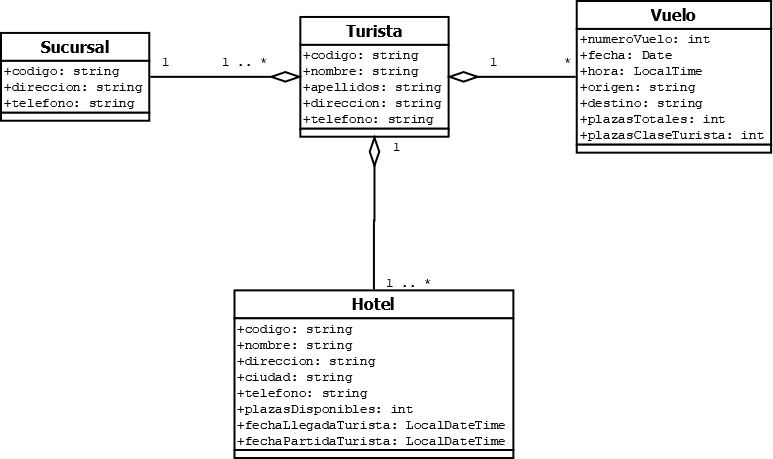 Sucursal
+codigo: string
+direccion: string
+telefono: string
1
1 .. *
Turista
+codigo: string
+nombre: string
+apellidos: string
+direccion: string
+telefono: string
1
*
Vuelo
+numeroVuelo: int
+fecha: Date
+hora: LocalTime
+origen: string
+destino: string
+plazasTotales: int
+plazasClaseTurista: int
1
1 .. *
Hotel
+codigo: string
+nombre: string
+direccion: string
+ciudad: string
+telefono: string
+plazasDisponibles: int
+fechaLlegadaTurista: LocalDateTime
+fechaPartidaTurista: LocalDateTime